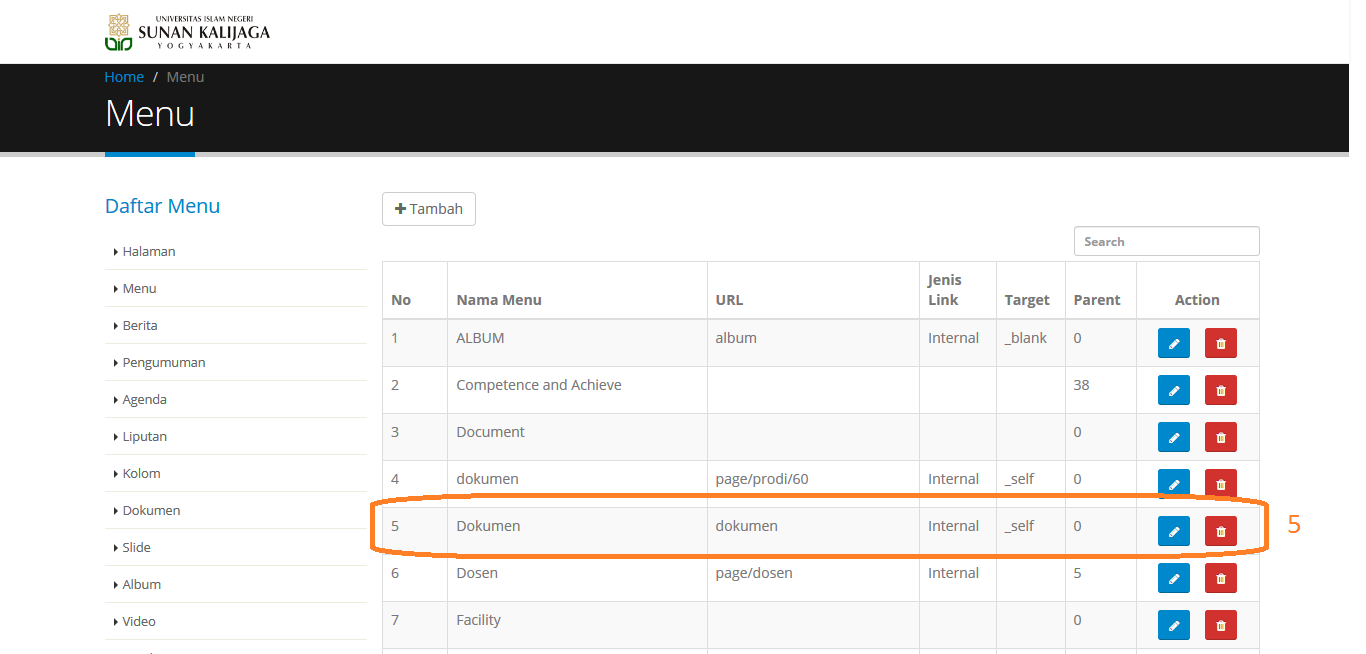 UNIVERSITAS ISLAM NEGERI
SUNAN KALIJAGA
YOGYAKARTA
Home / Menu
Menu
Daftar Menu
Halaman
Menu
Berita
Pengumuman
Agenda
Liputan
Kolom
Dokumen
Slide
Album
Video
Tambah
Search
No Nama Menu URL Jenis Link Target Parent Action
1 ALBUM album Internal _blank 0
2 Competence and Achieve 38
3 Document 0
4 dokumen page/prodi/60 Internal _self 0
5 Dokumen dokumen Internal _self 0
5
6 Dosen page/dosen Internal 5
7 Facility 0